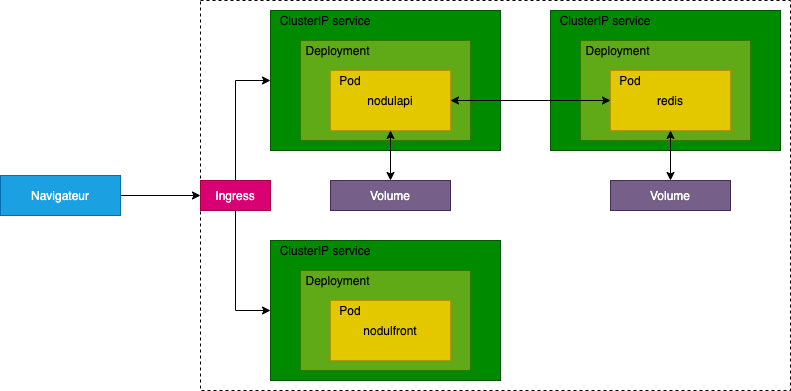 ClusterIP service
Deployment
Pod
nodulapi
ClusterIP service
Deployment
Pod
redis
Navigateur
Ingress
Volume
Volume
ClusterIP service
Deployment
Pod
nodulfront